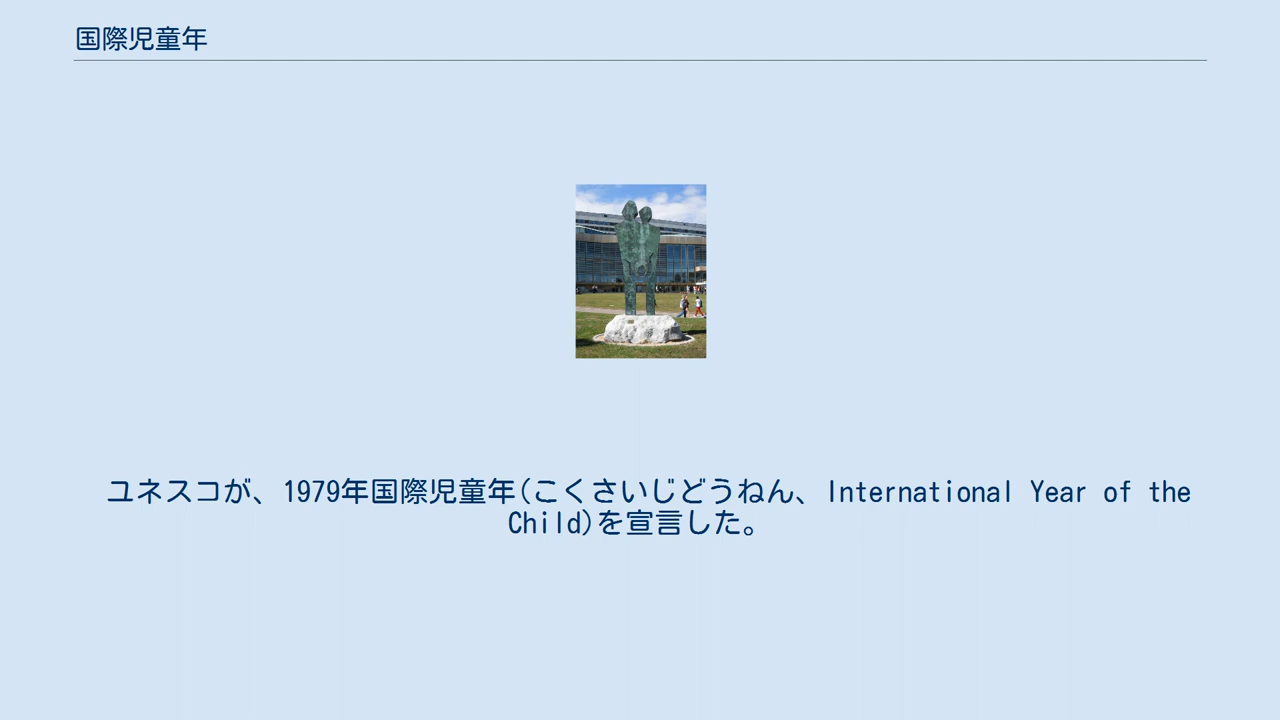 国際児童年
ユネスコが、1979年国際児童年(こくさいじどうねん、International Year of the
Child)を宣言した。